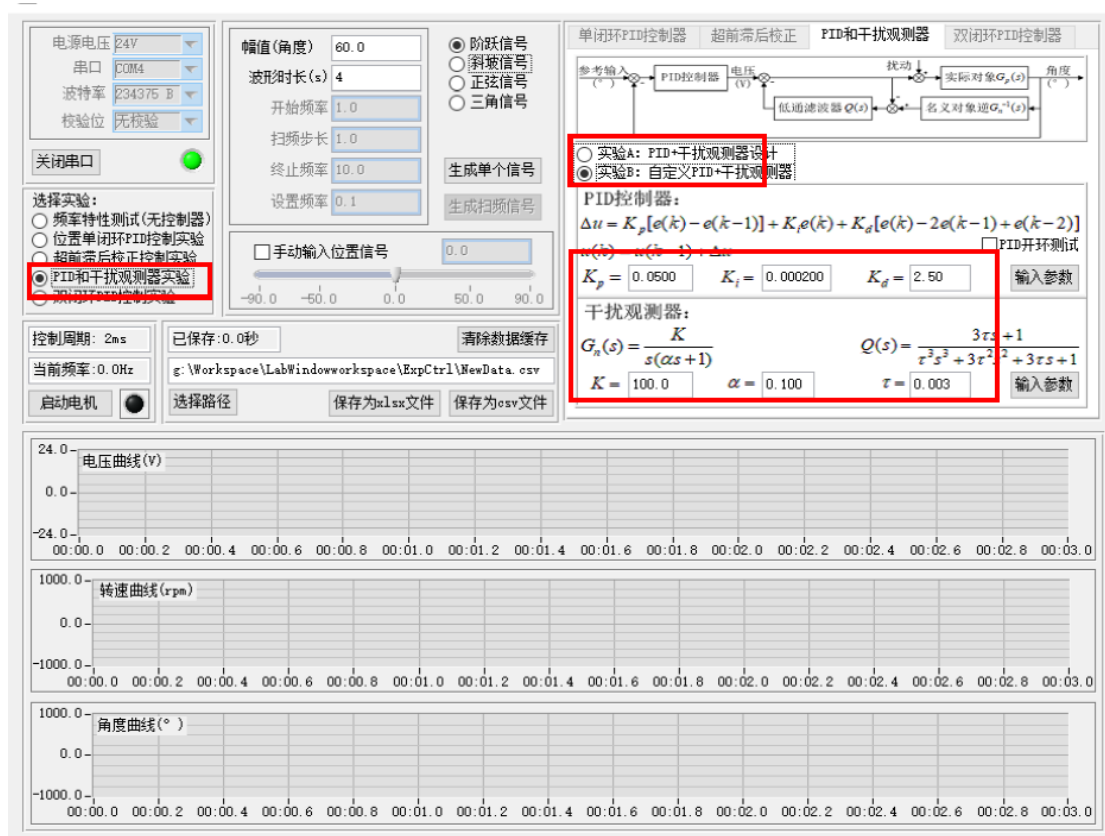 电源电压 24V
串口 COM4
波特率 234375 B
校验位 无校验
关闭串口
选择实验:
频率特性测试(无控制器)
位置单闭环PID控制实验
超前滞后校正控制实验
PID和干扰观测器实验
双闭环PID控制实验
幅值(角度) 60.0
波形时长(s) 4
开始频率 1.0
扫频步长 1.0
终止频率 10.0
设置频率 0.1
阶跃信号
斜坡信号
正弦信号
三角信号
生成单个信号
生成扫频信号
手动输入位置信号 0.0
-90.0 -50.0 0.0 50.0 90.0
控制周期: 2ms
当前频率:0.0Hz
启动电机
已保存:0.0秒 清除数据缓存
g:\Workspace\LabWindowworkspace\ExpCtrl\NewData.csv
选择路径 保存为xlsx文件 保存为csv文件
单闭环PID控制器 超前滞后校正 PID和干扰观测器 双闭环PID控制器
参考输入 (°) - PID控制器 电压 (V) - 扰动 实际对象Gp(s) 角度 (°)
低通滤波器Q(s) - 名义对象逆Gn⁻¹(s)
实验A: PID+干扰观测器设计
实验B: 自定义PID+干扰观测器
PID控制器:
Δu = Kp[e(k)−e(k−1)]+Kie(k)+Kd[e(k)−2e(k−1)+e(k−2)]
u(k) = u(k−1)+Δu PID开环测试
Kp = 0.0500 Ki = 0.000200 Kd = 2.50 输入参数
干扰观测器:
Gn(s) = K / s(αs+1) Q(s) = 3τs+1 / τ³s³+3τ²s²+3τs+1
K = 100.0 α = 0.100 τ = 0.003 输入参数
24.0
电压曲线(V)
0.0
-24.0
00:00.0 00:00.2 00:00.4 00:00.6 00:00.8 00:01.0 00:01.2 00:01.4 00:01.6 00:01.8 00:02.0 00:02.2 00:02.4 00:02.6 00:02.8 00:03.0
1000.0
转速曲线(rpm)
0.0
-1000.0
00:00.0 00:00.2 00:00.4 00:00.6 00:00.8 00:01.0 00:01.2 00:01.4 00:01.6 00:01.8 00:02.0 00:02.2 00:02.4 00:02.6 00:02.8 00:03.0
1000.0
角度曲线(°)
0.0
-1000.0
00:00.0 00:00.2 00:00.4 00:00.6 00:00.8 00:01.0 00:01.2 00:01.4 00:01.6 00:01.8 00:02.0 00:02.2 00:02.4 00:02.6 00:02.8 00:03.0